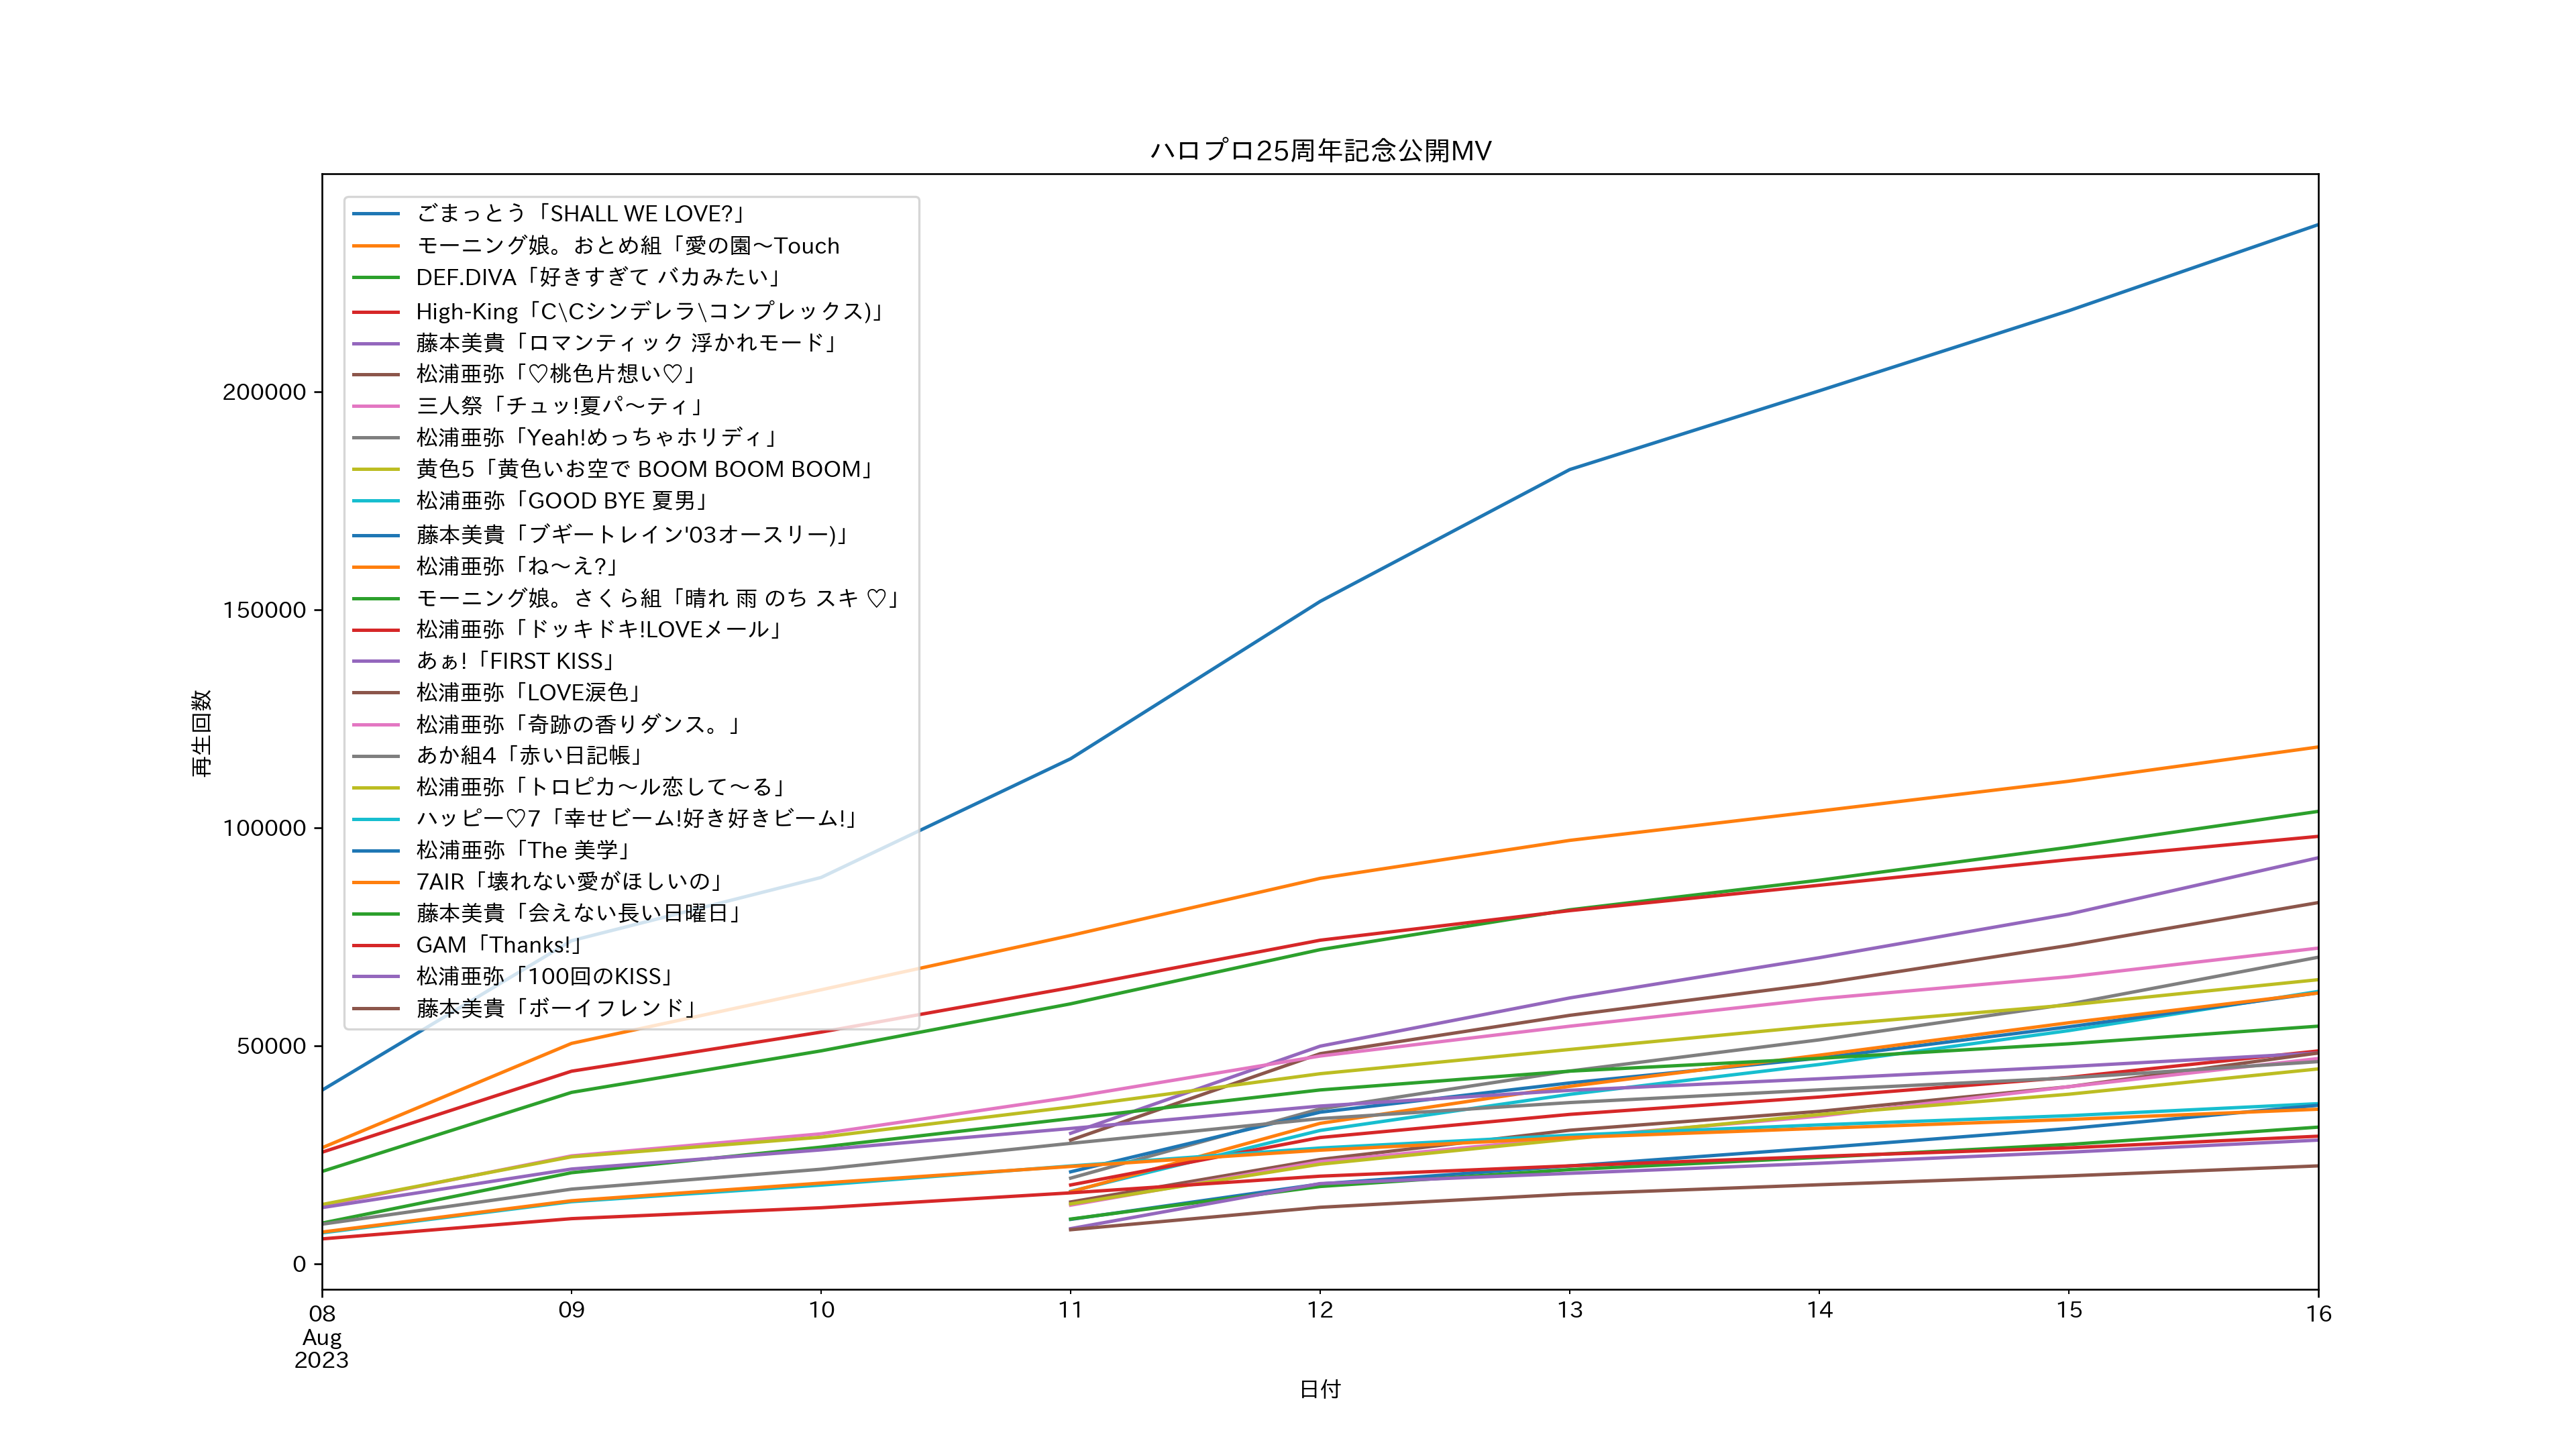 ハロプロ25周年記念公開MV
ごまっとう「SHALL WE LOVE?」
モーニング娘。おとめ組「愛の園〜Touch
DEF.DIVA「好きすぎて バカみたい」
High-King「C\Cシンデレラ\コンプレックス)」
藤本美貴「ロマンティック 浮かれモード」
松浦亜弥「♡桃色片想い♡」
三人祭「チュッ!夏パ〜ティ」
松浦亜弥「Yeah!めっちゃホリディ」
黄色5「黄色いお空で BOOM BOOM BOOM」
松浦亜弥「GOOD BYE 夏男」
藤本美貴「ブギートレイン'03オースリー)」
松浦亜弥「ね〜え?」
モーニング娘。さくら組「晴れ 雨 のち スキ ♡」
松浦亜弥「ドッキドキ!LOVEメール」
あぁ!「FIRST KISS」
松浦亜弥「LOVE涙色」
松浦亜弥「奇跡の香りダンス。」
あか組4「赤い日記帳」
松浦亜弥「トロピカ〜ル恋して〜る」
ハッピー♡7「幸せビーム!好き好きビーム!」
松浦亜弥「The 美学」
7AIR「壊れない愛がほしいの」
藤本美貴「会えない長い日曜日」
GAM「Thanks!」
松浦亜弥「100回のKISS」
藤本美貴「ボーイフレンド」
再生回数
200000
150000
100000
50000
0
08 09 10 11 12 13 14 15 16
Aug
2023
日付